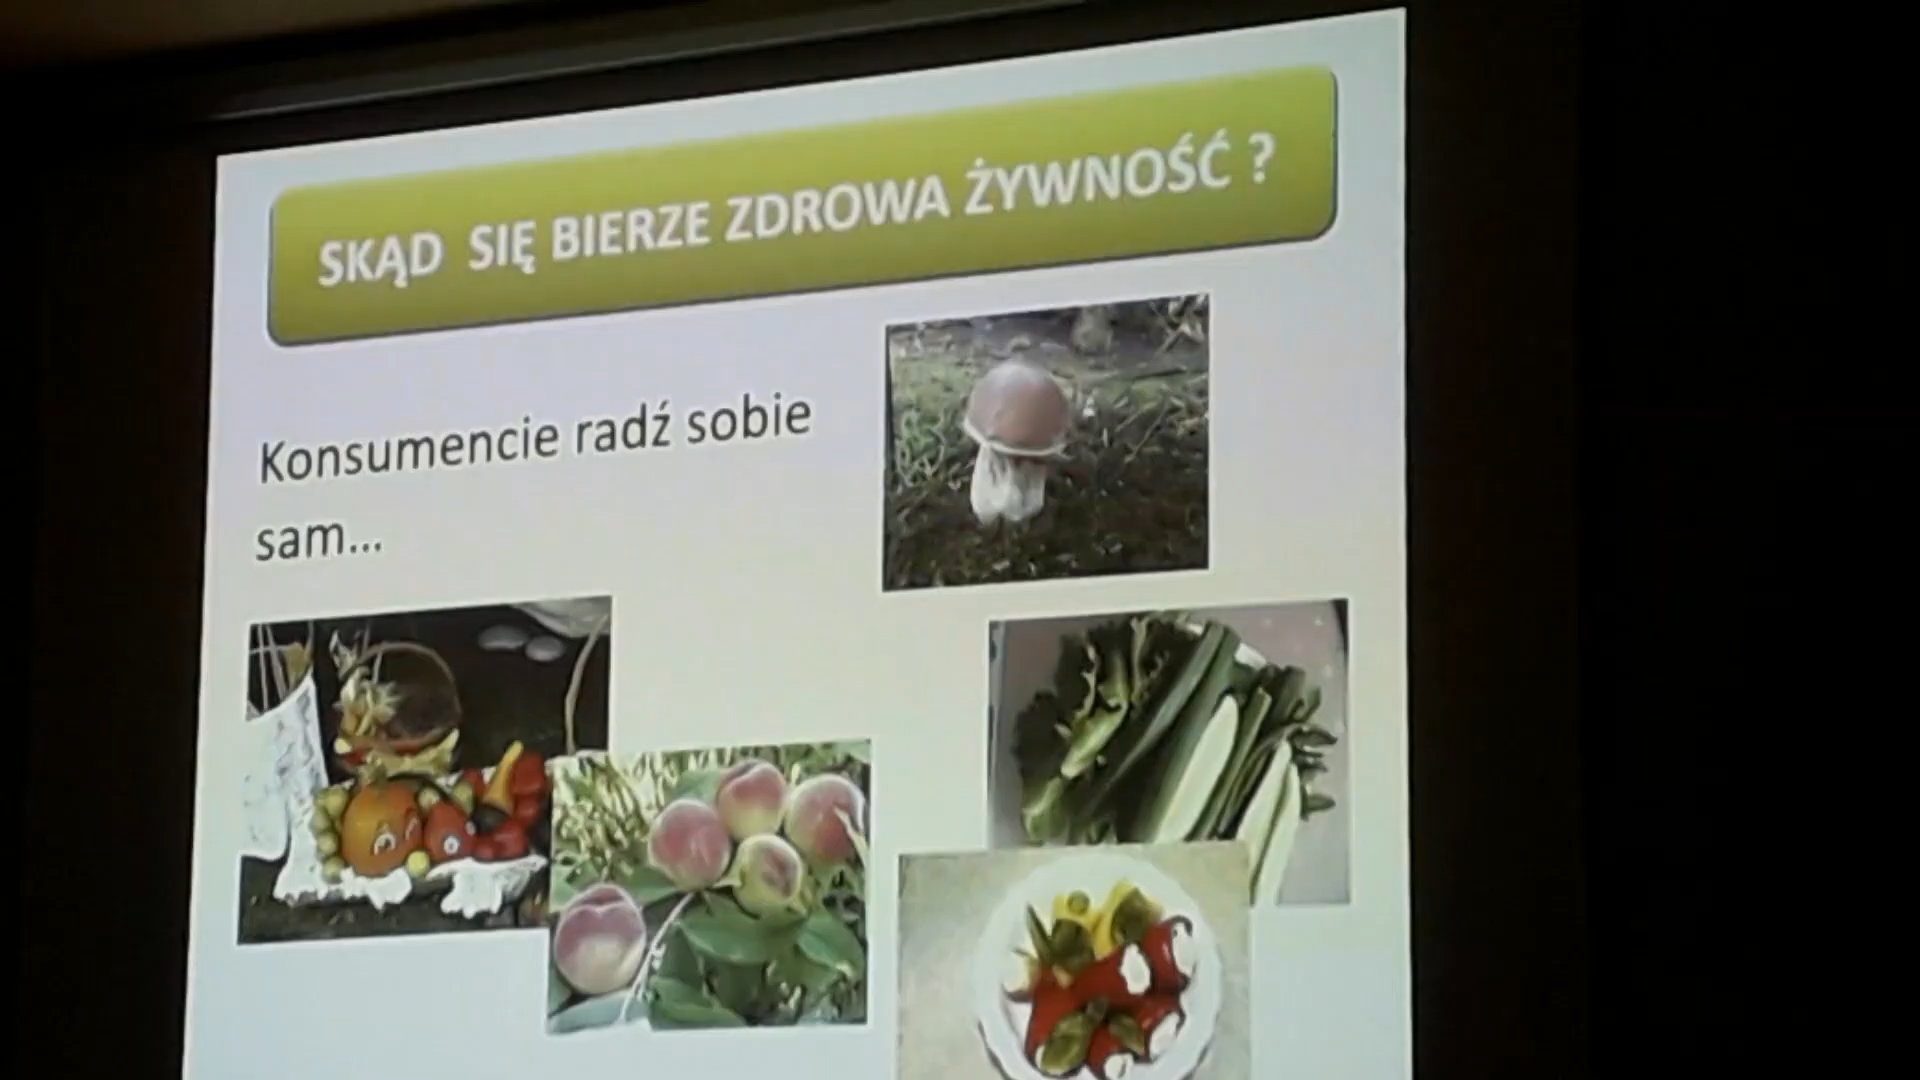 SKĄD SIĘ BIERZE ZDROWA ŻYWNOŚĆ ?
Konsumencie radź sobie
sam...